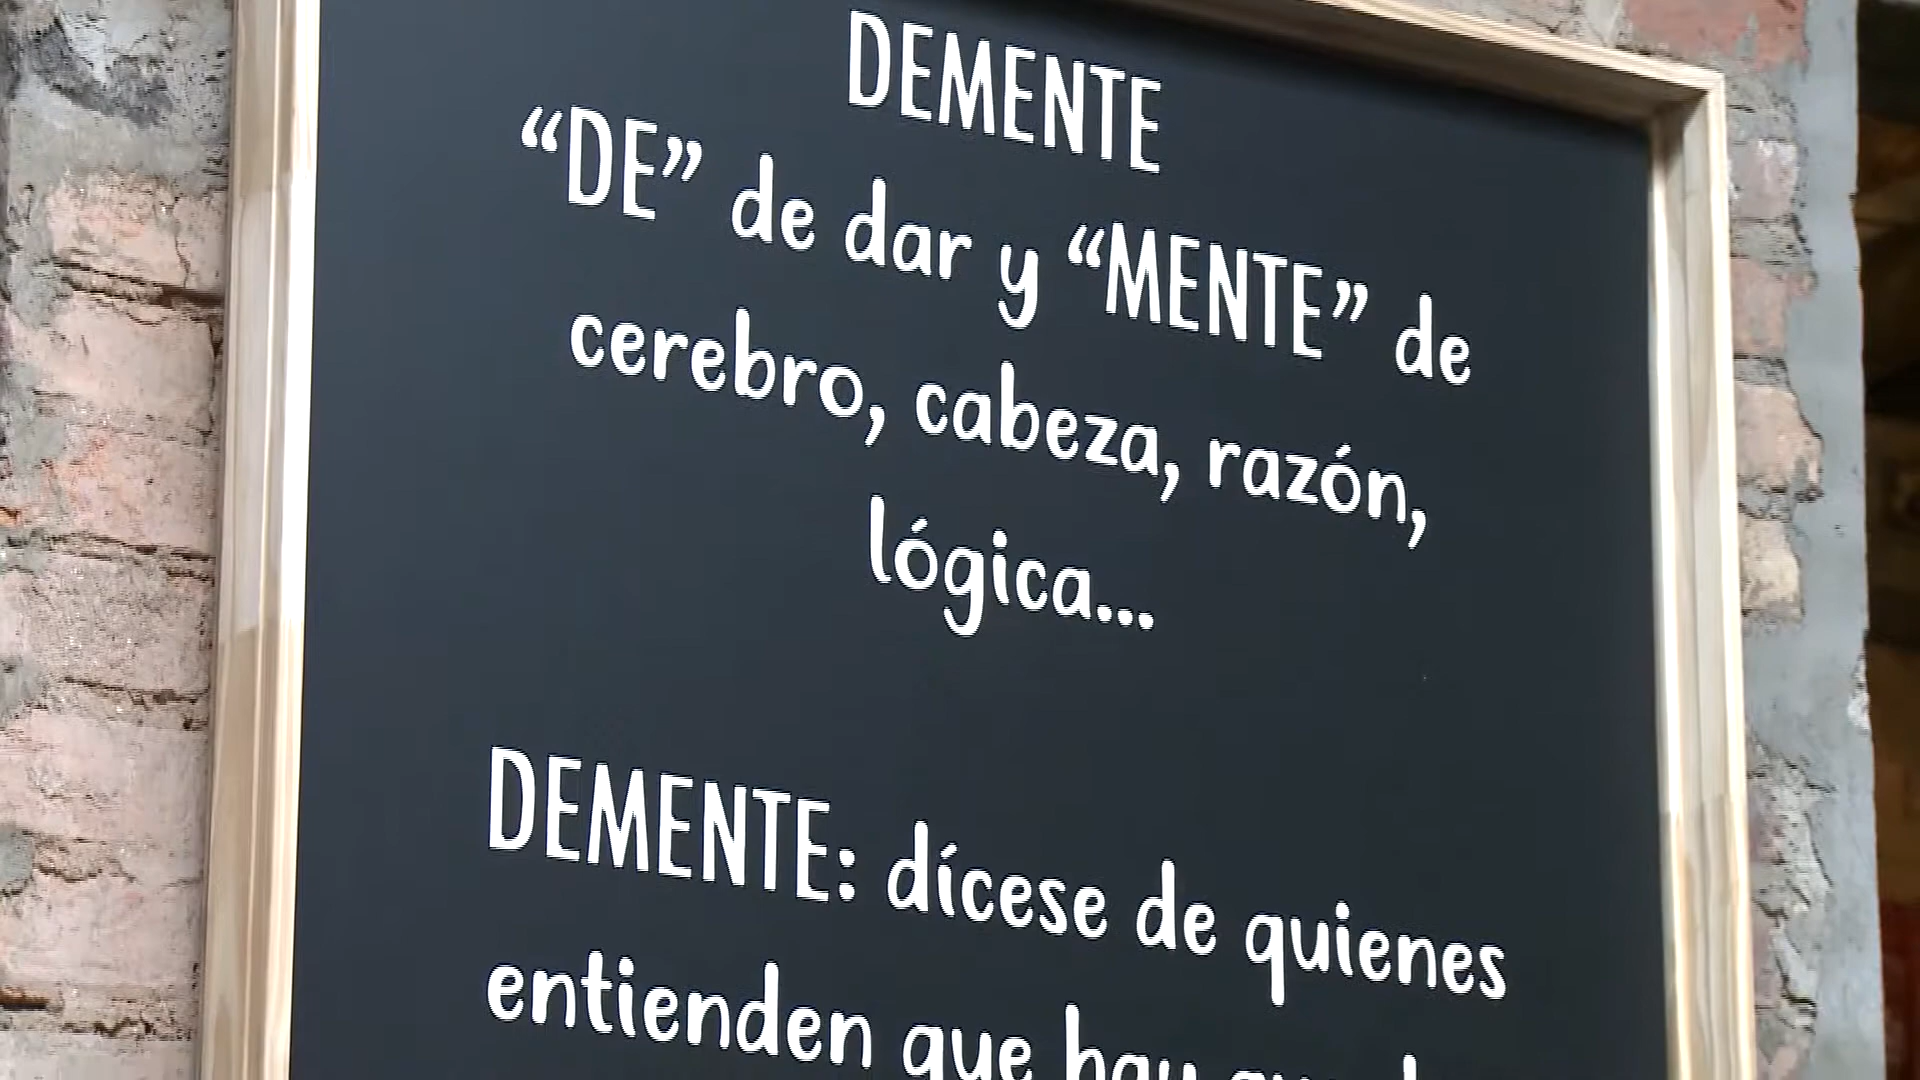 DEMENTE
“DE” de dar y “MENTE” de
cerebro, cabeza, razón,
lógica...
DEMENTE: dícese de quienes
entienden que hay que